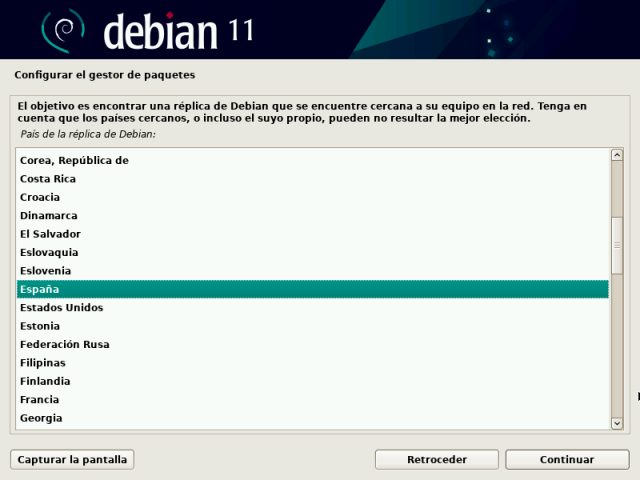 debian 11
Configurar el gestor de paquetes
El objetivo es encontrar una réplica de Debian que se encuentre cercana a su equipo en la red. Tenga en
cuenta que los países cercanos, o incluso el suyo propio, pueden no resultar la mejor elección.
País de la réplica de Debian:
Corea, República de
Costa Rica
Croacia
Dinamarca
El Salvador
Eslovaquia
Eslovenia
España
Estados Unidos
Estonia
Federación Rusa
Filipinas
Finlandia
Francia
Georgia
Capturar la pantalla
Retroceder
Continuar